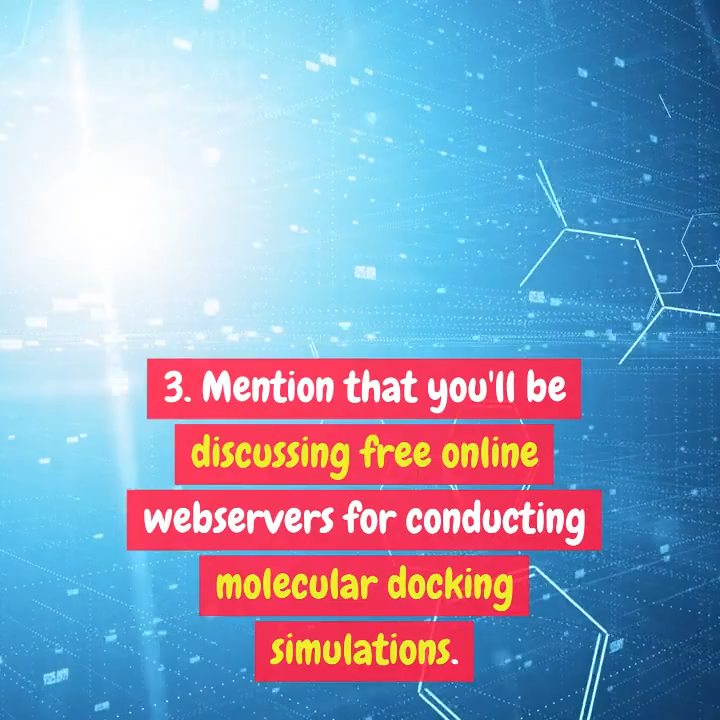 3. Mention that you'll be
discussing free online
webservers for conducting
molecular docking
simulations.